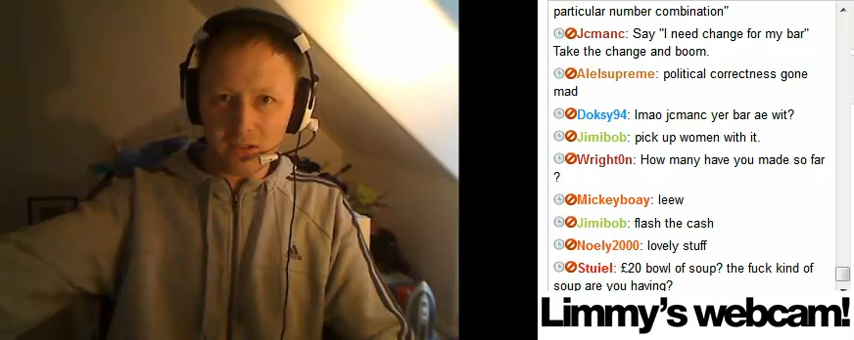 particular number combination"
Jcmanc: Say "I need change for my bar"
Take the change and boom.
Alelsupreme: political correctness gone
mad
Doksy94: lmao jcmanc yer bar ae wit?
Jimibob: pick up women with it.
Wright0n: How many have you made so far
?
Mickeyboay: leew
Jimibob: flash the cash
Noely2000: lovely stuff
Stuiel: £20 bowl of soup? the fuck kind of
soup are you having?
Limmy's webcam!